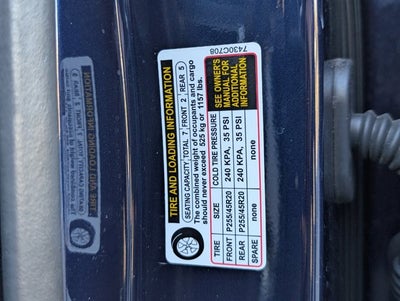 TIRE AND LOADING INFORMATION
SEATING CAPACITY TOTAL 7 FRONT 2 REAR 5
The combined weight of occupants and cargo
should never exceed 525 kg or 1157 lbs.
TIRE SIZE COLD TIRE PRESSURE
FRONT P255/45R20 240 KPA, 35 PSI
REAR P255/45R20 240 KPA, 35 PSI
SPARE none none
SEE OWNER'S
MANUAL FOR
ADDITIONAL
INFORMATION
7430C708